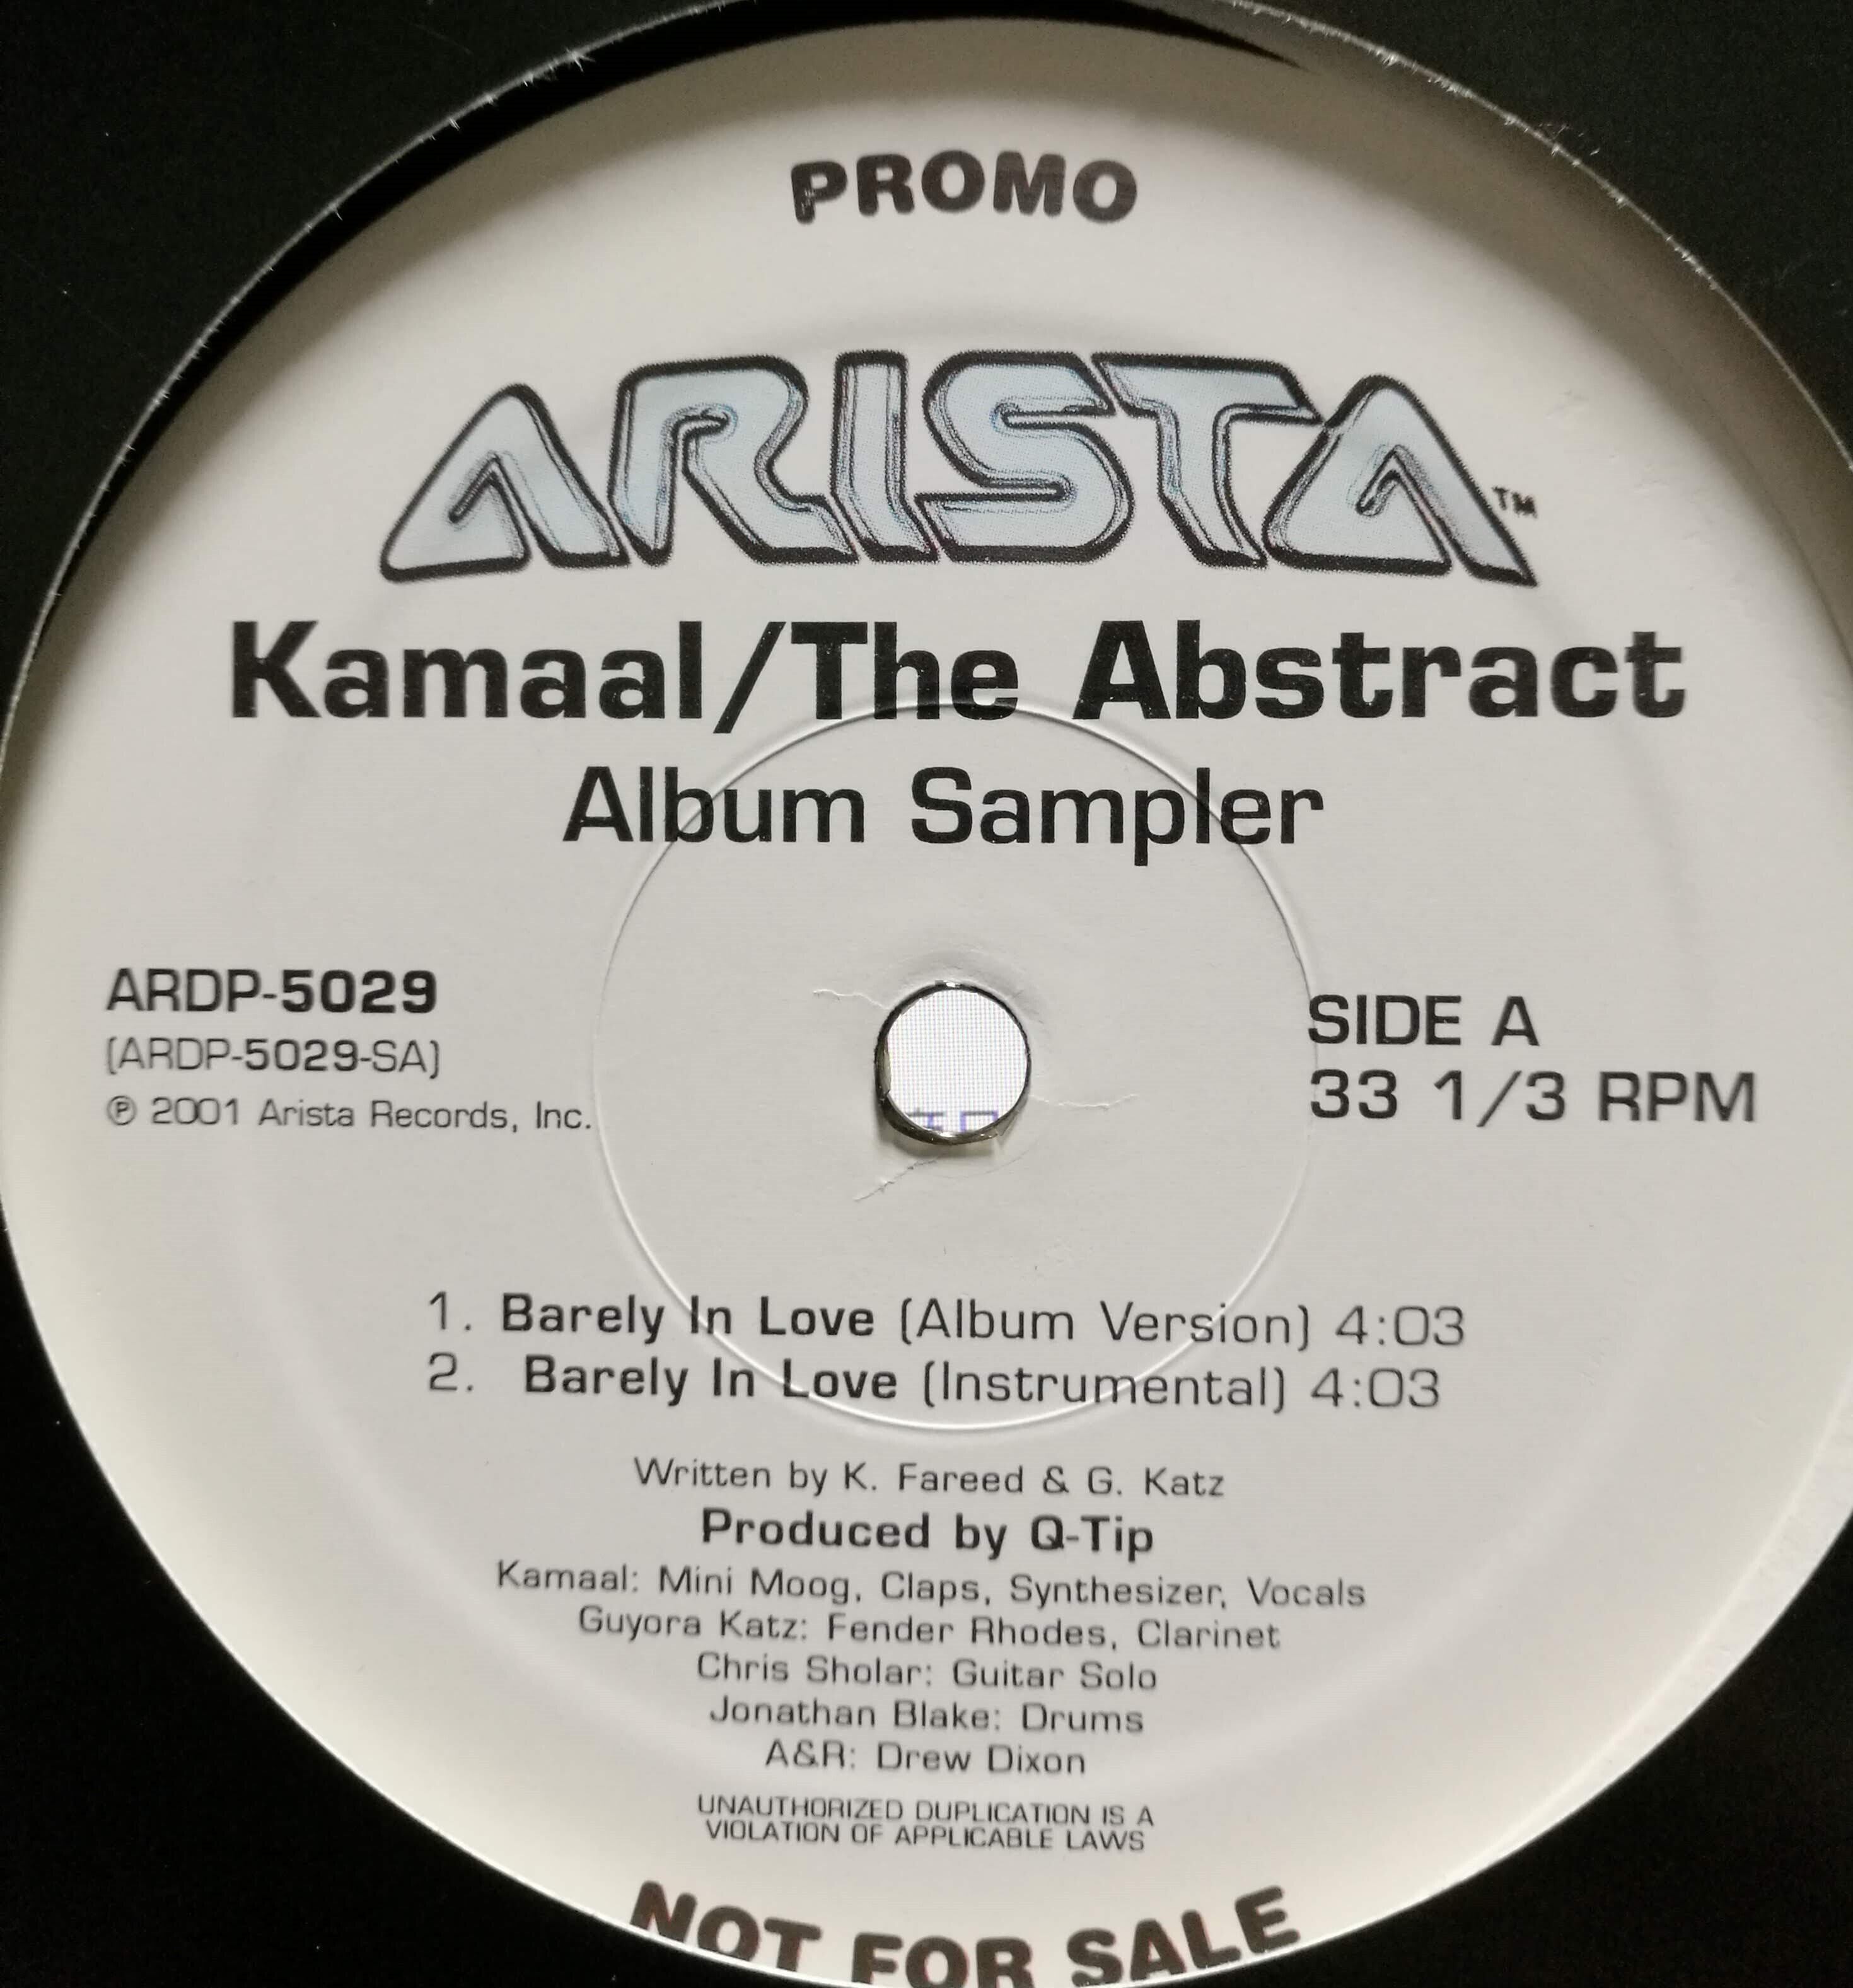 PROMO
ARISTA™
Kamaal/The Abstract
Album Sampler
ARDP-5029
(ARDP-5029-SA)
℗ 2001 Arista Records, Inc.
SIDE A
33 1/3 RPM
1. Barely In Love (Album Version) 4:03
2. Barely In Love (Instrumental) 4:03
Written by K. Fareed & G. Katz
Produced by Q-Tip
Kamaal: Mini Moog, Claps, Synthesizer, Vocals
Guyora Katz: Fender Rhodes, Clarinet
Chris Sholar: Guitar Solo
Jonathan Blake: Drums
A&R: Drew Dixon
UNAUTHORIZED DUPLICATION IS A
VIOLATION OF APPLICABLE LAWS
NOT FOR SALE